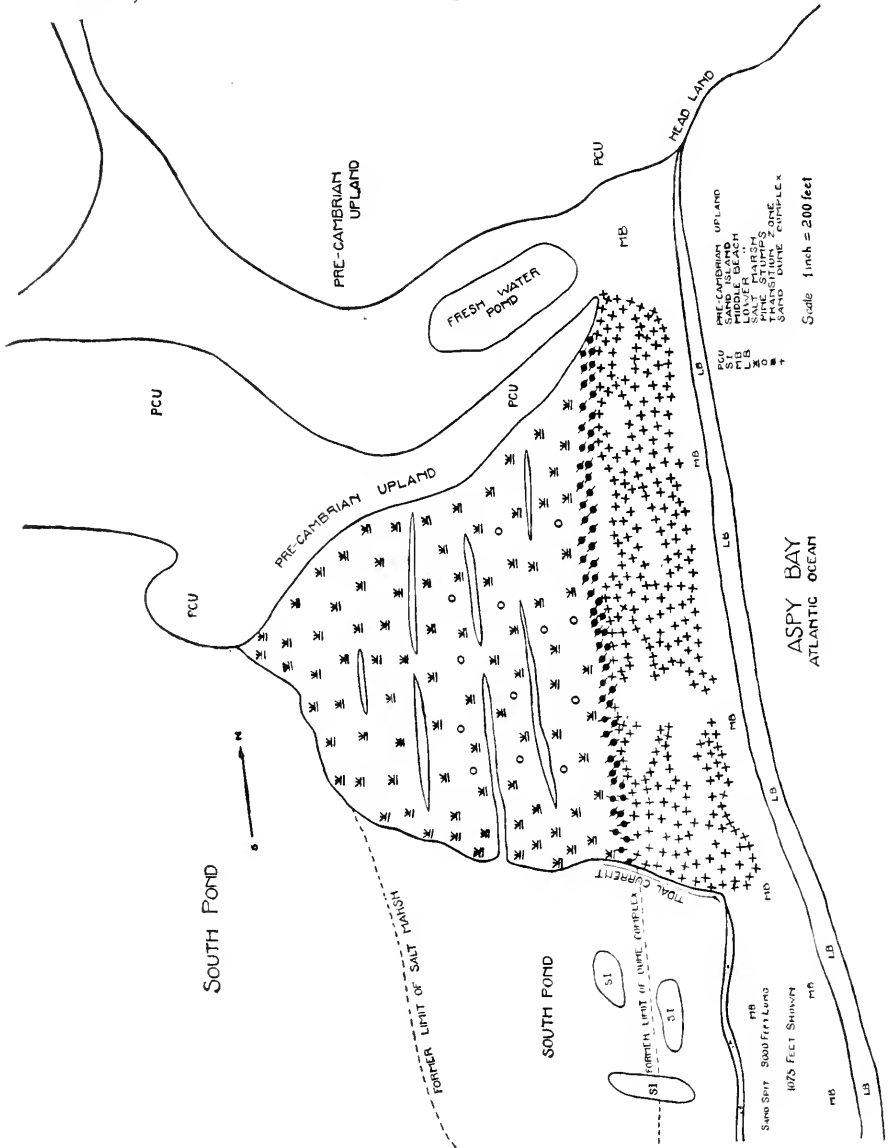 PRE-CAMBRIAN
UPLAND
PCU
HEAD LAND
PCU
FRESH WATER
POND
MB
PCU
PRE-CAMBRIAN UPLAND
PCU
LB
MB
LB
MB
LB
MB
LB
MB
MB
MB
LB
ASPY BAY
ATLANTIC OCEAN
PCU PRE-CAMBRIAN UPLAND
SI SAND ISLAND
MB MIDDLE BEACH
LB LOWER "
SALT MARSH
O PINE STUMPS
TRANSITION ZONE
+ SAND DUNE COMPLEX
Scale 1 inch = 200 feet
N
SOUTH POND
FORMER LIMIT OF SALT MARSH
SOUTH POND
TIDAL CURRENT
FORMER LIMIT OF DUNE COMPLEX
SI
SI
SI
SAND SPIT FEET LONG
1075 FEET SHOWN